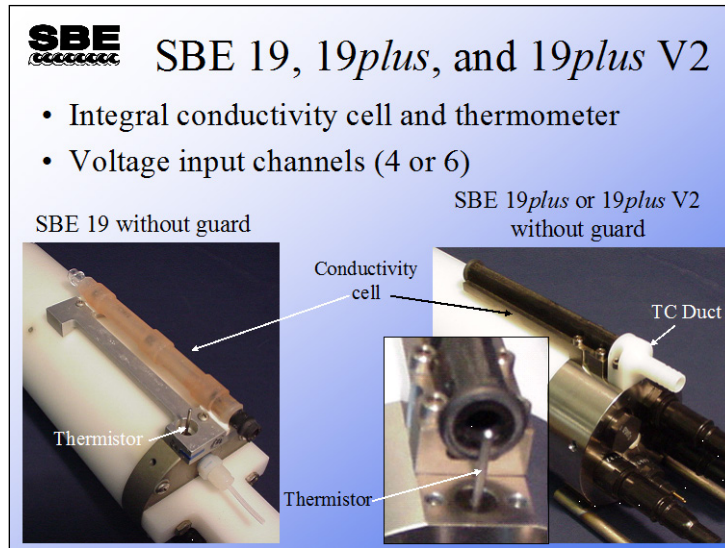 SBE
SBE 19, 19plus, and 19plus V2
• Integral conductivity cell and thermometer
• Voltage input channels (4 or 6)
SBE 19 without guard
SBE 19plus or 19plus V2
without guard
Conductivity
cell
TC Duct
Thermistor
Thermistor